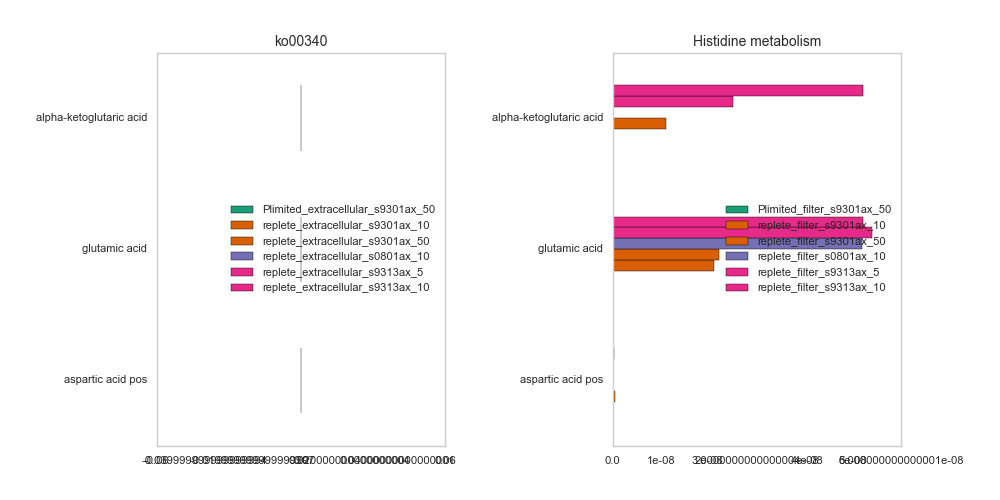 ko00340
Histidine metabolism
alpha-ketoglutaric acid
glutamic acid
aspartic acid pos
Plimited_extracellular_s9301ax_50
replete_extracellular_s9301ax_10
replete_extracellular_s9301ax_50
replete_extracellular_s0801ax_10
replete_extracellular_s9313ax_5
replete_extracellular_s9313ax_10
alpha-ketoglutaric acid
glutamic acid
aspartic acid pos
Plimited_filter_s9301ax_50
replete_filter_s9301ax_10
replete_filter_s9301ax_50
replete_filter_s0801ax_10
replete_filter_s9313ax_5
replete_filter_s9313ax_10
0.0 1e-08